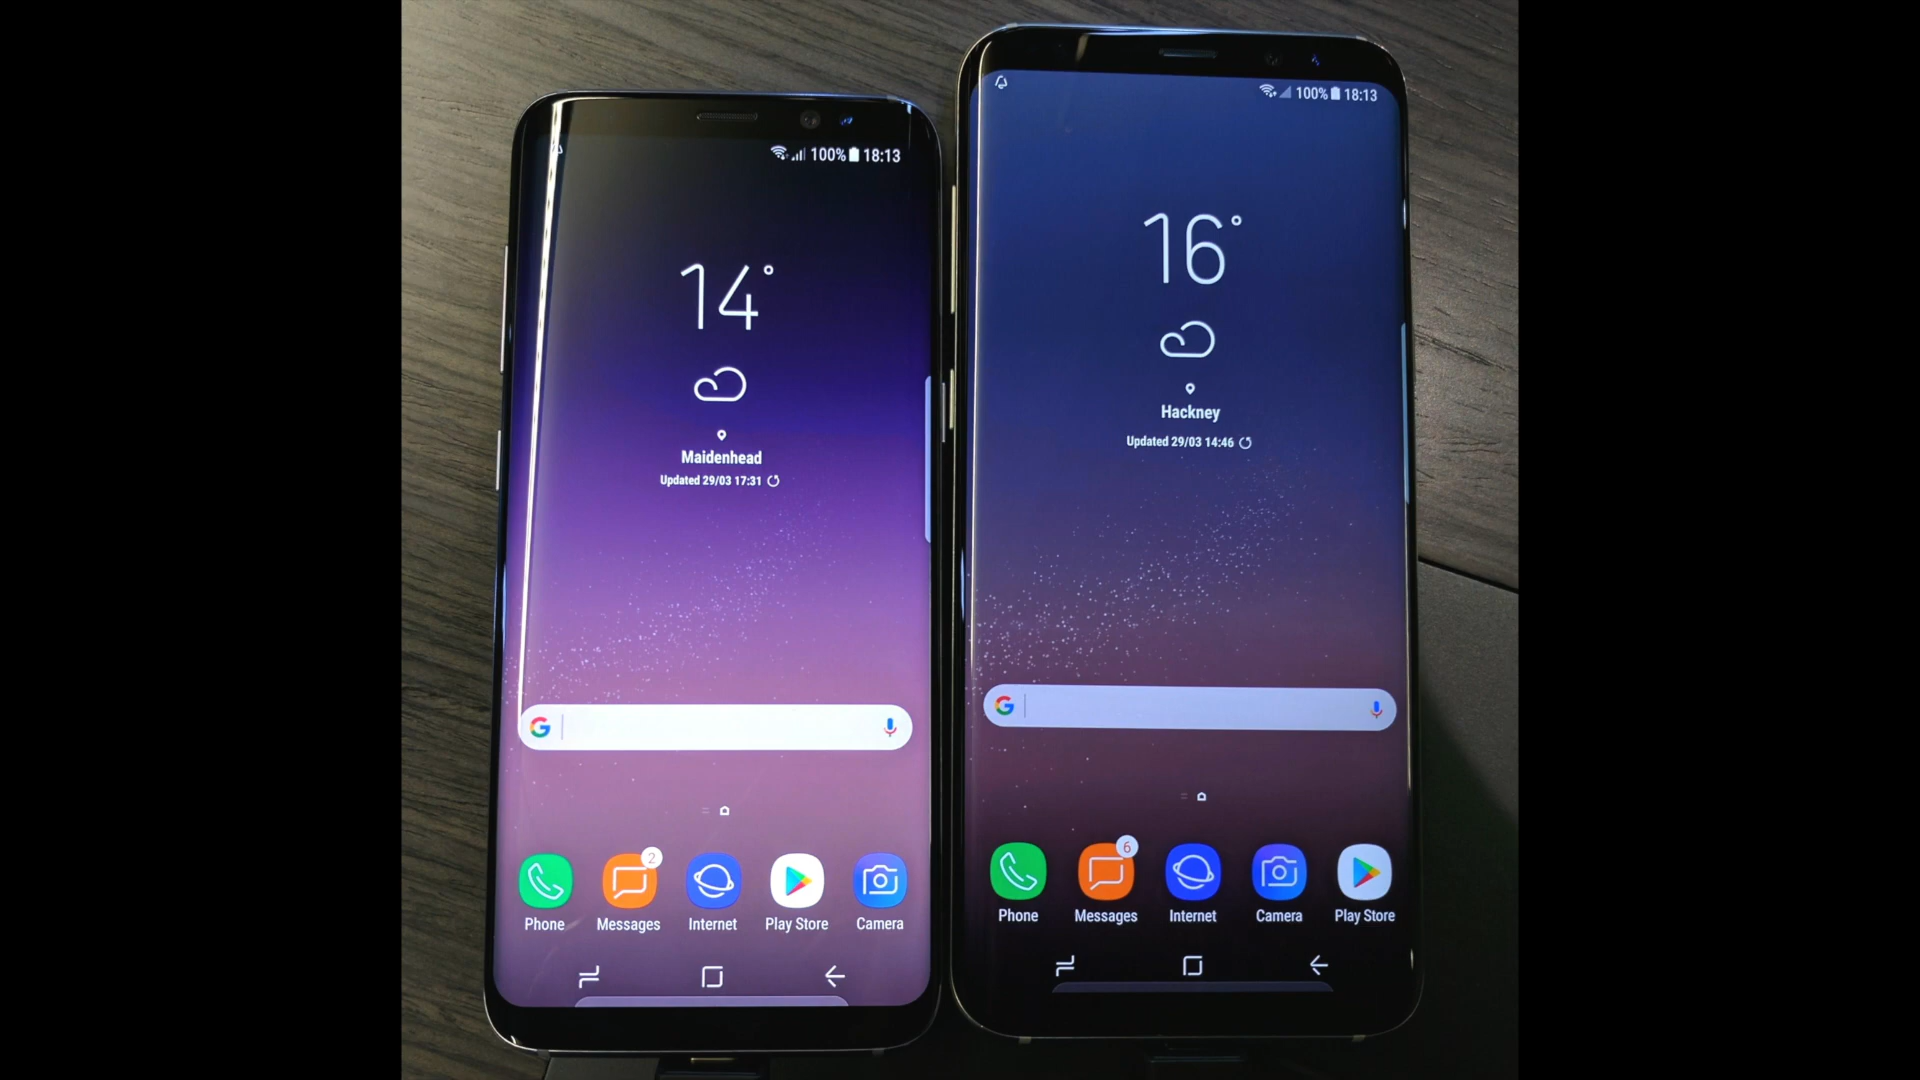 100% 18:13
14°
Maidenhead
Updated 29/03 17:31
G
2
Phone Messages Internet Play Store Camera
100% 18:13
16°
Hackney
Updated 29/03 14:46
G
6
Phone Messages Internet Camera Play Store